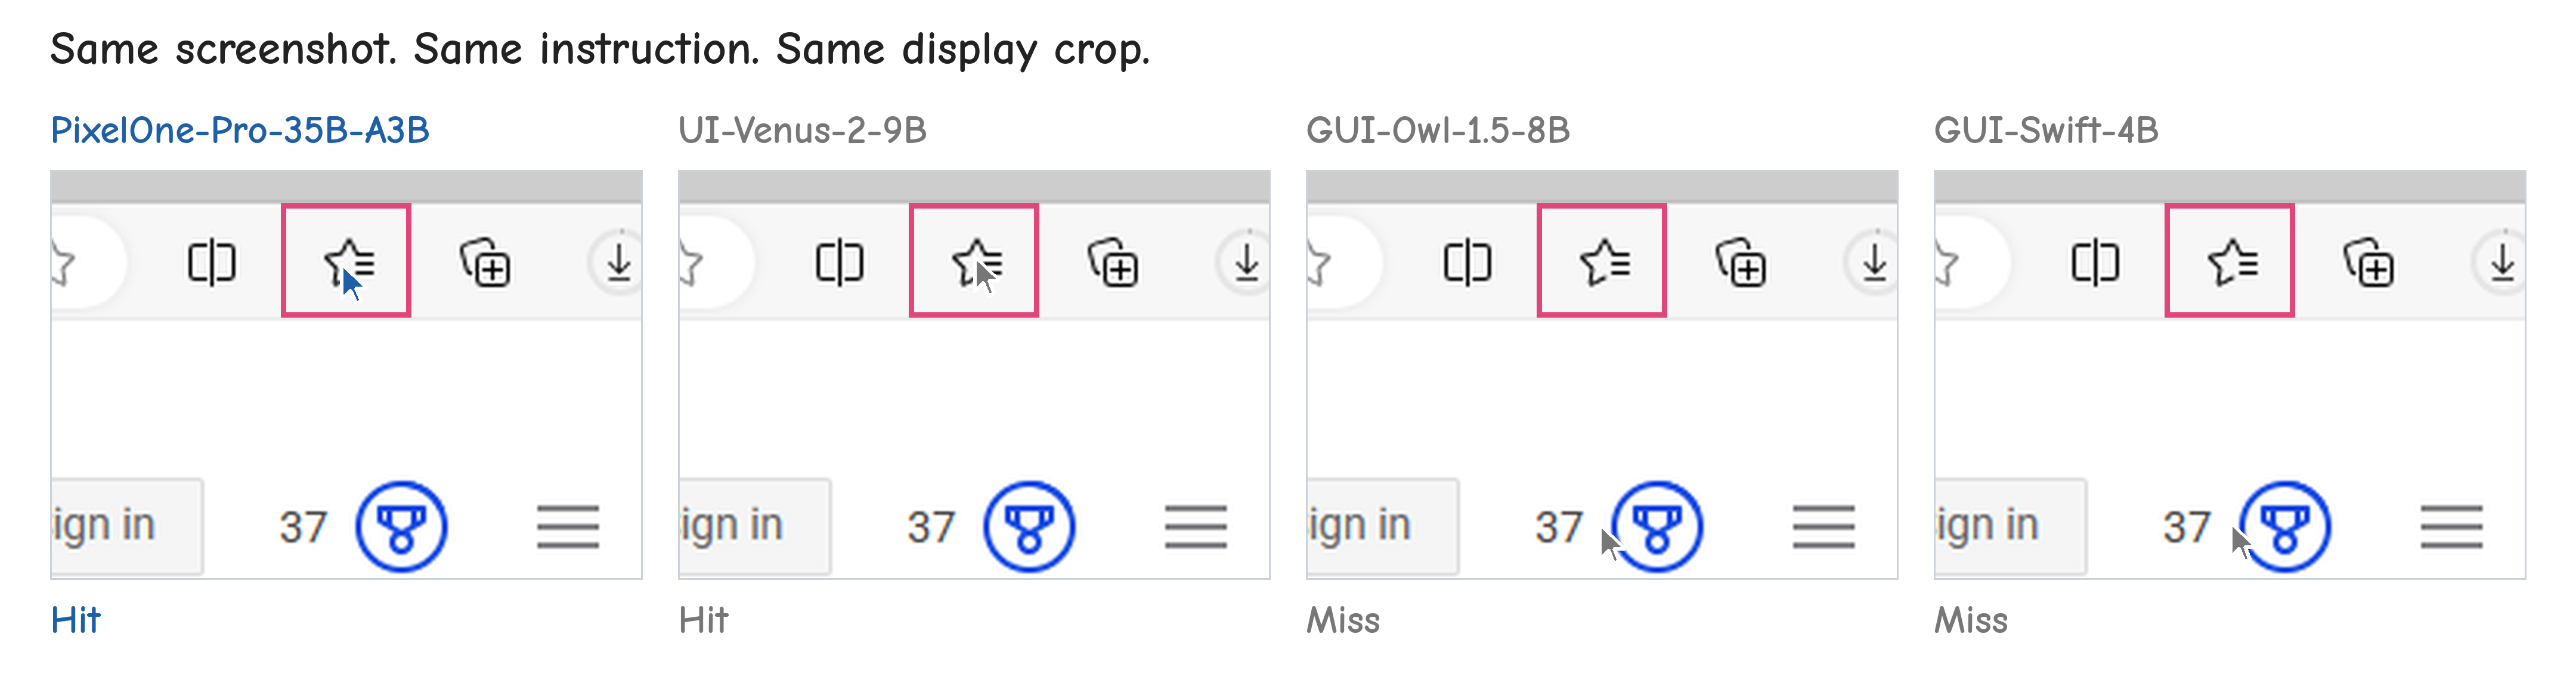 Same screenshot. Same instruction. Same display crop.
PixelOne-Pro-35B-A3B
UI-Venus-2-9B
GUI-Owl-1.5-8B
GUI-Swift-4B
ign in 37
ign in 37
ign in 37
ign in 37
Hit
Hit
Miss
Miss